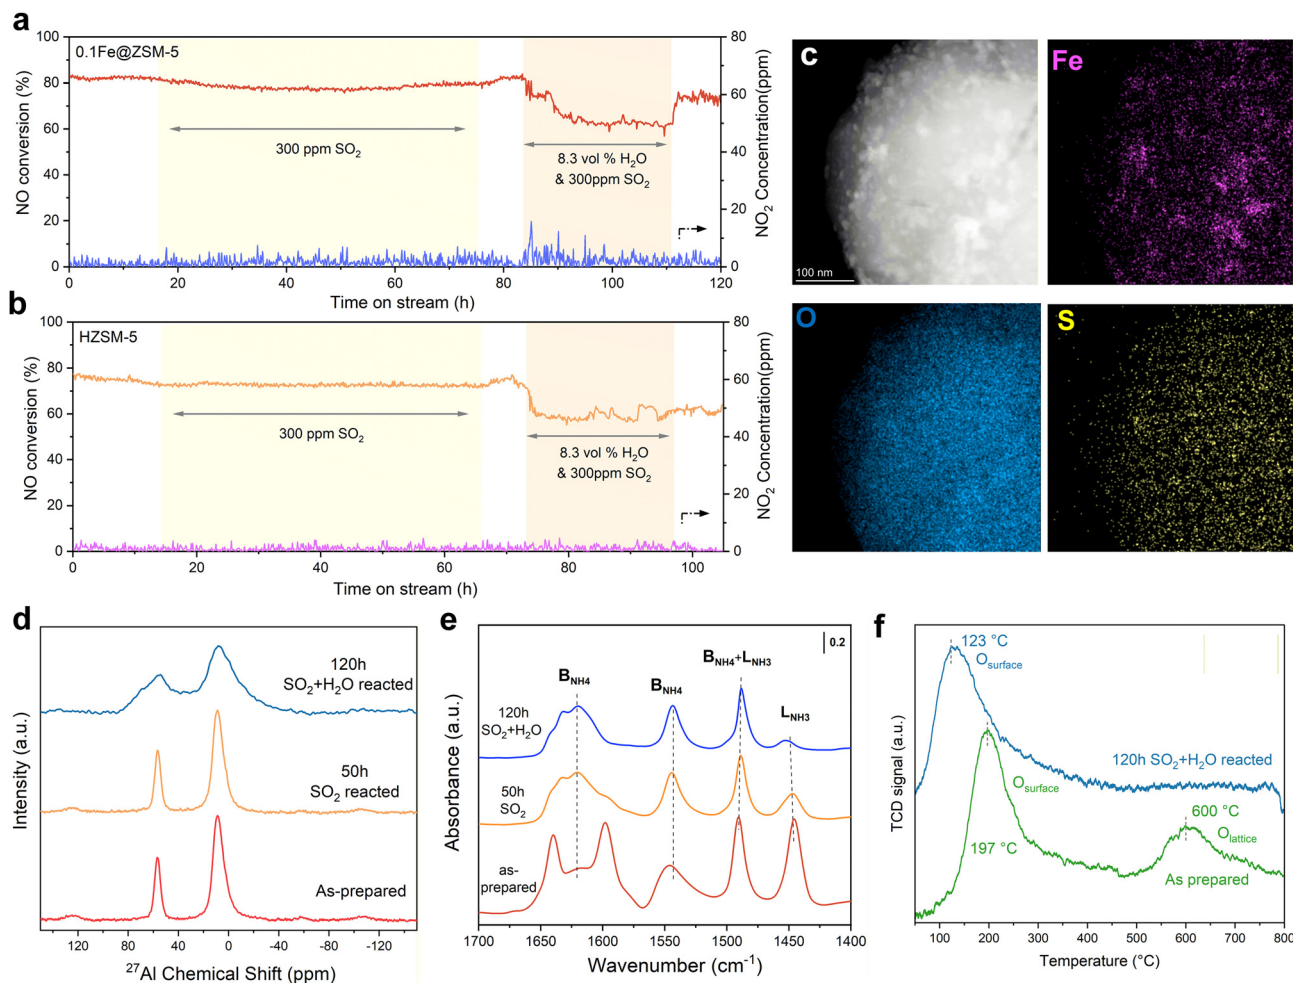 a
0.1Fe@ZSM-5
NO conversion (%)
100
80
60
40
20
0
300 ppm SO2
8.3 vol % H2O
& 300ppm SO2
80
60
40
20
0
NO2 Concentration(ppm)
0 20 40 60 80 100 120
Time on stream (h)
b
HZSM-5
NO conversion (%)
100
80
60
40
20
0
300 ppm SO2
8.3 vol % H2O
& 300ppm SO2
80
60
40
20
0
NO2 Concentration(ppm)
0 20 40 60 80 100
Time on stream (h)
c
100 nm
Fe
O
S
d
Intensity (a.u.)
120h
SO2+H2O reacted
50h
SO2 reacted
As-prepared
120 80 40 0 -40 -80 -120
27Al Chemical Shift (ppm)
e
0.2
BNH4
BNH4
BNH4+LNH3
LNH3
Absorbance (a.u.)
120h
SO2+H2O
50h
SO2
as-
prepared
1700 1650 1600 1550 1500 1450 1400
Wavenumber (cm-1)
f
TCD signal (a.u.)
123 °C
Osurface
120h SO2+H2O reacted
Osurface
197 °C
600 °C
Olattice
As prepared
100 200 300 400 500 600 700 800
Temperature (°C)